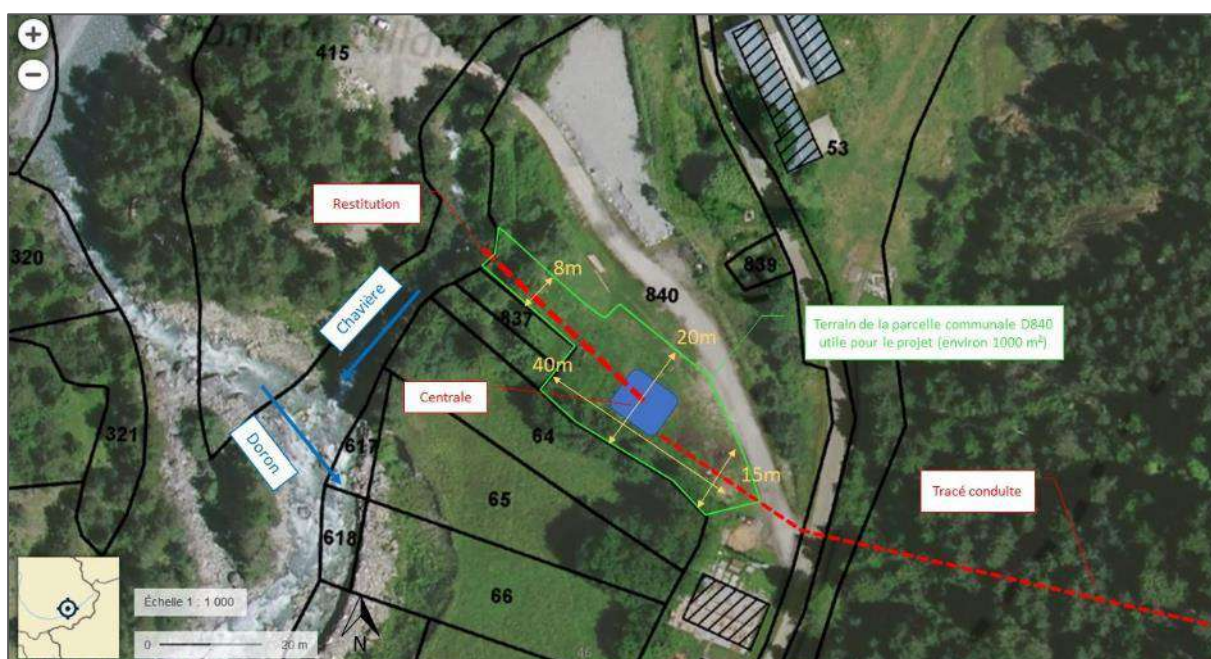 +
−
415
53
320
Restitution
8m
839
840
837
Chavière
20m
Terrain de la parcelle communale D840
utile pour le projet (environ 1000 m²)
40m
Centrale
321
64
617
Doron
15m
65
Tracé conduite
618
66
Échelle 1 : 1 000
0 20 m
N
46